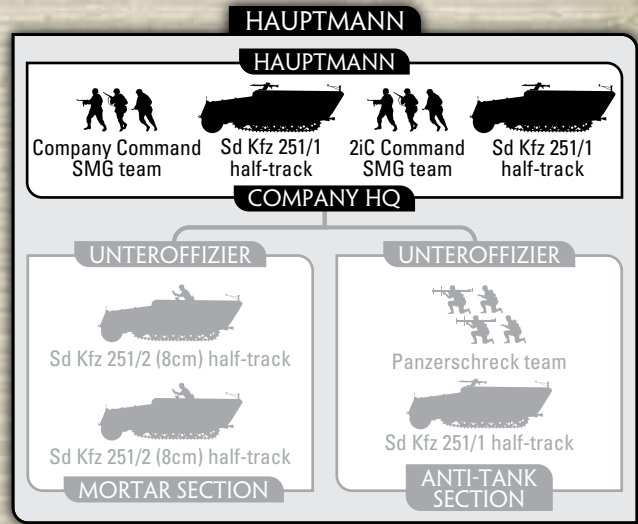 HAUPTMANN
HAUPTMANN
Company Command
SMG team
Sd Kfz 251/1
half-track
2iC Command
SMG team
Sd Kfz 251/1
half-track
COMPANY HQ
UNTEROFFIZIER
Sd Kfz 251/2 (8cm) half-track
Sd Kfz 251/2 (8cm) half-track
MORTAR SECTION
UNTEROFFIZIER
Panzerschreck team
Sd Kfz 251/1 half-track
ANTI-TANK
SECTION